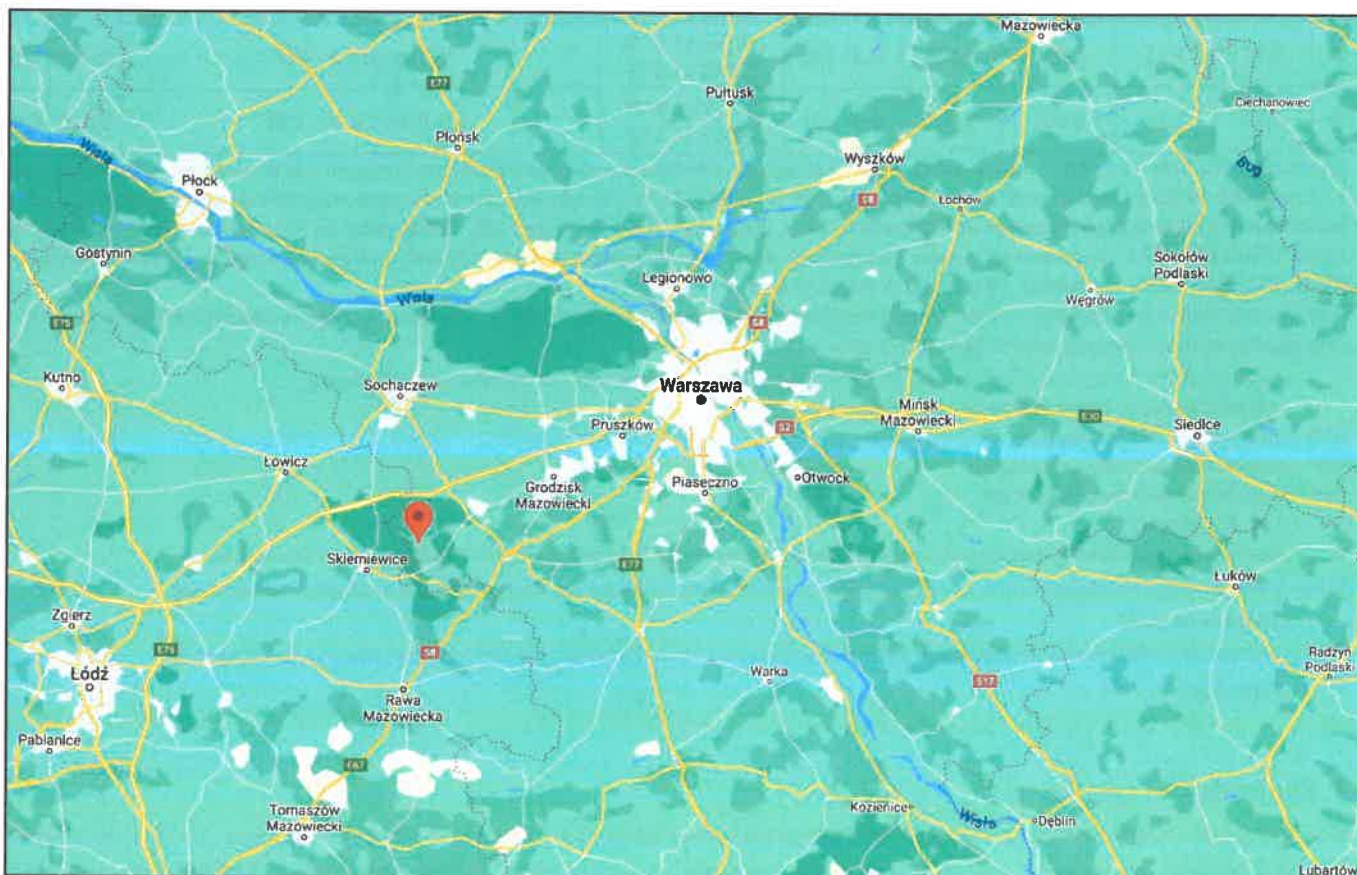 Mazowiecka
E77
Pułtusk
Ciechanowiec
Płońsk
Wisła
Wyszków
Bug
Płock
S8
Łochów
Gostynin
Sokołów
Podlaski
Legionowo
Wisła
Węgrów
E75
S8
Kutno
Sochaczew
Warszawa
Mińsk
Mazowiecki
E30
Siedlce
Pruszków
S2
Łowicz
Grodzisk
Mazowiecki
Piaseczno
Otwock
Skierniewice
E77
Łuków
Zgierz
E75
S8
Radzyń
Podlaski
Łódź
Warka
S17
Rawa
Mazowiecka
Pabianice
E67
Tomaszów
Mazowiecki
Kozienice
Wisła
Dęblin
Lubartów